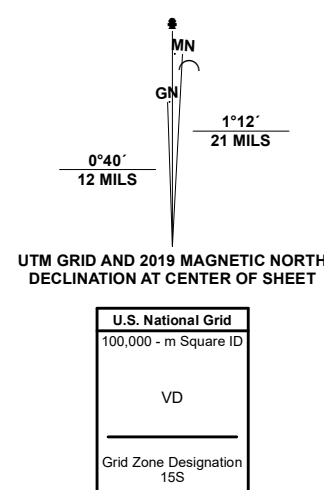 MN
GN
1°12´
21 MILS
0°40´
12 MILS
UTM GRID AND 2019 MAGNETIC NORTH
DECLINATION AT CENTER OF SHEET
U.S. National Grid
100,000 - m Square ID
VD
Grid Zone Designation
15S